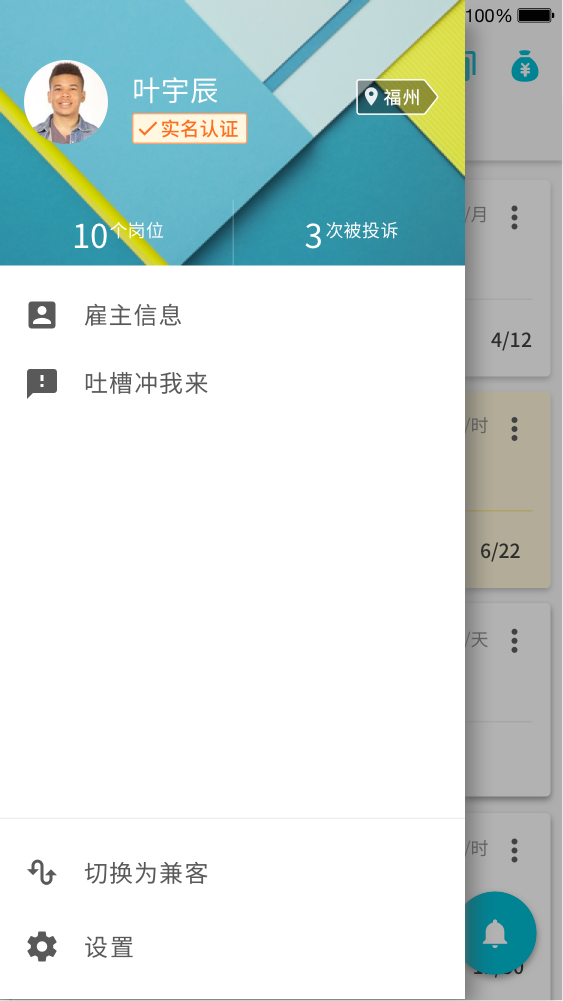 100%
叶宇辰
实名认证
福州
10个岗位
3次被投诉
/月
4/12
雇主信息
吐槽冲我来
/时
6/22
/天
/时
切换为兼客
设置